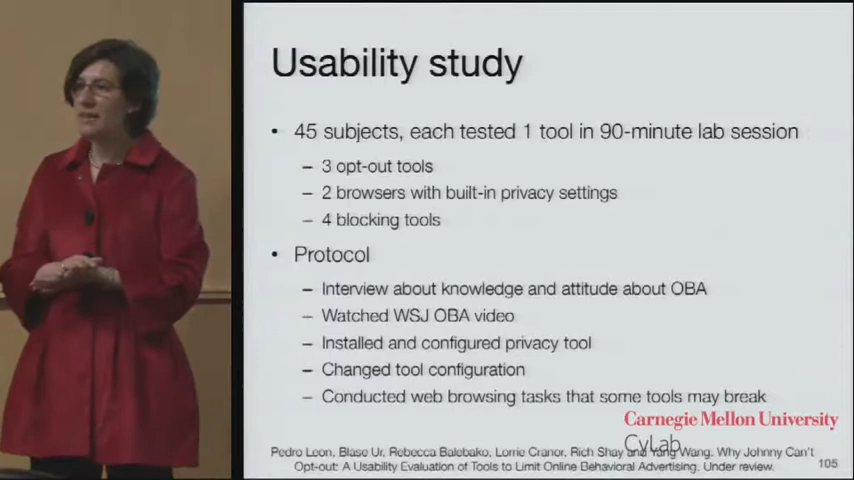 Usability study
• 45 subjects, each tested 1 tool in 90-minute lab session
– 3 opt-out tools
– 2 browsers with built-in privacy settings
– 4 blocking tools
• Protocol
– Interview about knowledge and attitude about OBA
– Watched WSJ OBA video
– Installed and configured privacy tool
– Changed tool configuration
– Conducted web browsing tasks that some tools may break
Carnegie Mellon University
CyLab
Pedro Leon, Blase Ur, Rebecca Balebako, Lorrie Cranor, Rich Shay and Yang Wang. Why Johnny Can't
Opt-out: A Usability Evaluation of Tools to Limit Online Behavioral Advertising. Under review.
105